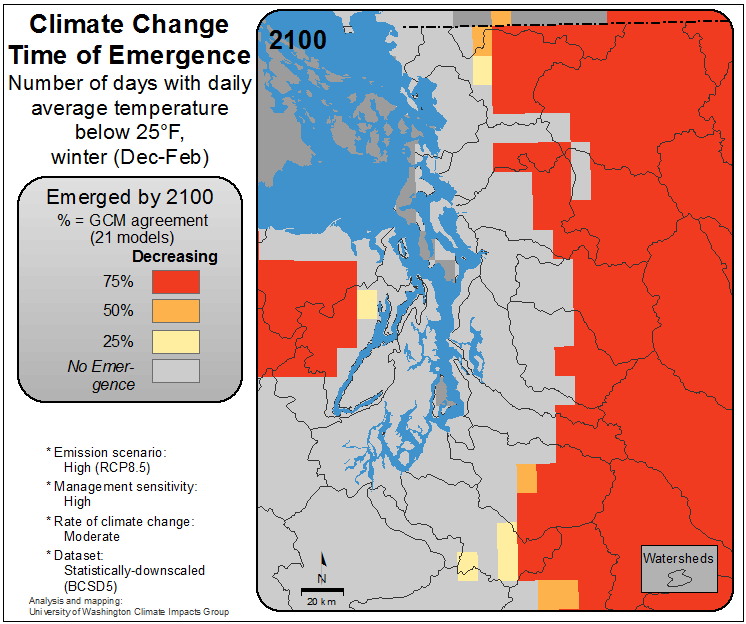 Climate Change
Time of Emergence
Number of days with daily
average temperature
below 25°F,
winter (Dec-Feb)
Emerged by 2100
% = GCM agreement
(21 models)
Decreasing
75%
50%
25%
No Emer-
gence
* Emission scenario:
High (RCP8.5)
* Management sensitivity:
High
* Rate of climate change:
Moderate
* Dataset:
Statistically-downscaled
(BCSD5)
Analysis and mapping:
University of Washington Climate Impacts Group
2100
N
20 km
Watersheds